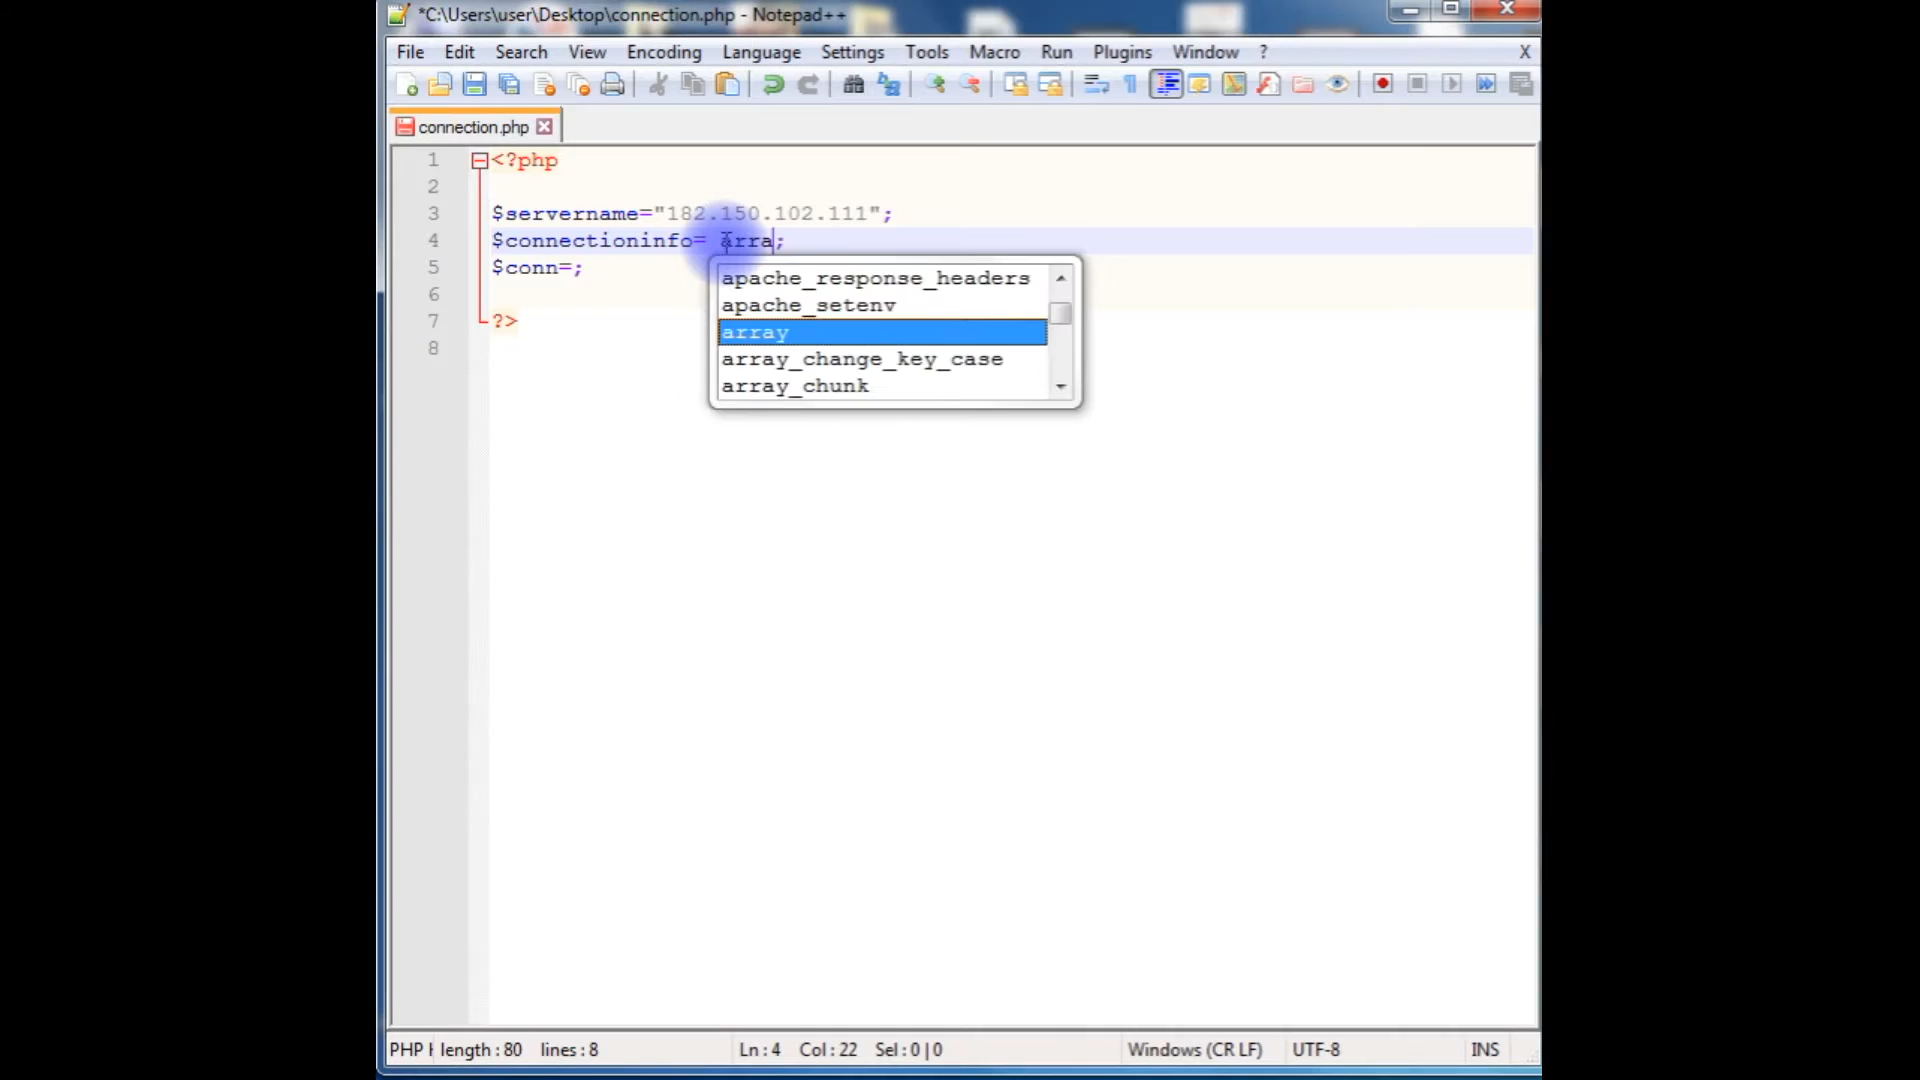 *C:\Users\user\Desktop\connection.php - Notepad++
File Edit Search View Encoding Language Settings Tools Macro Run Plugins Window ? X
connection.php
1 <?php
2
3 $servername="182.150.102.111";
4 $connectioninfo= arra;
5 $conn=;
6
7 ?>
8
apache_response_headers
apache_setenv
array
array_change_key_case
array_chunk
PHP length : 80 lines : 8 Ln : 4 Col : 22 Sel : 0 | 0 Windows (CR LF) UTF-8 INS